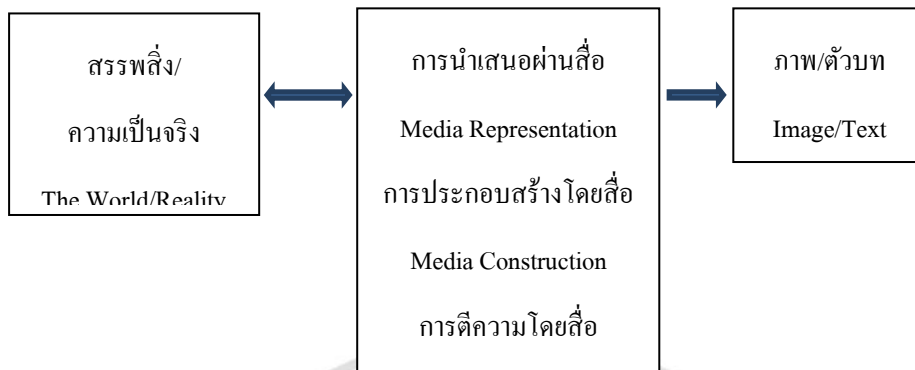 สรรพสิ่ง/
ความเป็นจริง
The World/Reality
การนำเสนอผ่านสื่อ
Media Representation
การประกอบสร้างโดยสื่อ
Media Construction
การตีความโดยสื่อ
ภาพ/ตัวบท
Image/Text